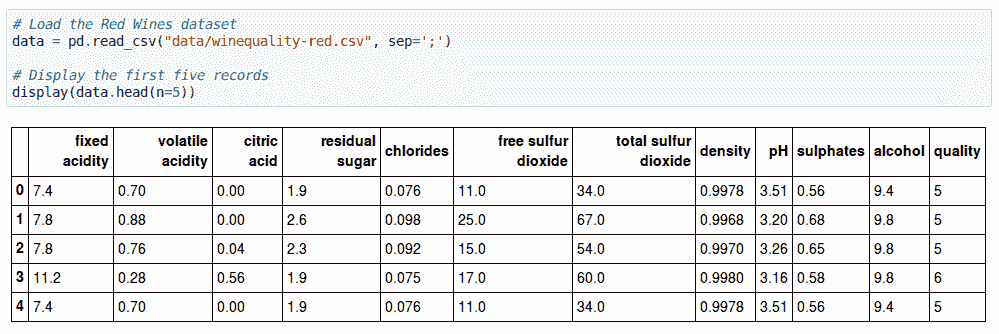 # Load the Red Wines dataset
data = pd.read_csv("data/winequality-red.csv", sep=';')
# Display the first five records
display(data.head(n=5))
fixed acidity volatile acidity citric acid residual sugar chlorides free sulfur dioxide total sulfur dioxide density pH sulphates alcohol quality
0 7.4 0.70 0.00 1.9 0.076 11.0 34.0 0.9978 3.51 0.56 9.4 5
1 7.8 0.88 0.00 2.6 0.098 25.0 67.0 0.9968 3.20 0.68 9.8 5
2 7.8 0.76 0.04 2.3 0.092 15.0 54.0 0.9970 3.26 0.65 9.8 5
3 11.2 0.28 0.56 1.9 0.075 17.0 60.0 0.9980 3.16 0.58 9.8 6
4 7.4 0.70 0.00 1.9 0.076 11.0 34.0 0.9978 3.51 0.56 9.4 5